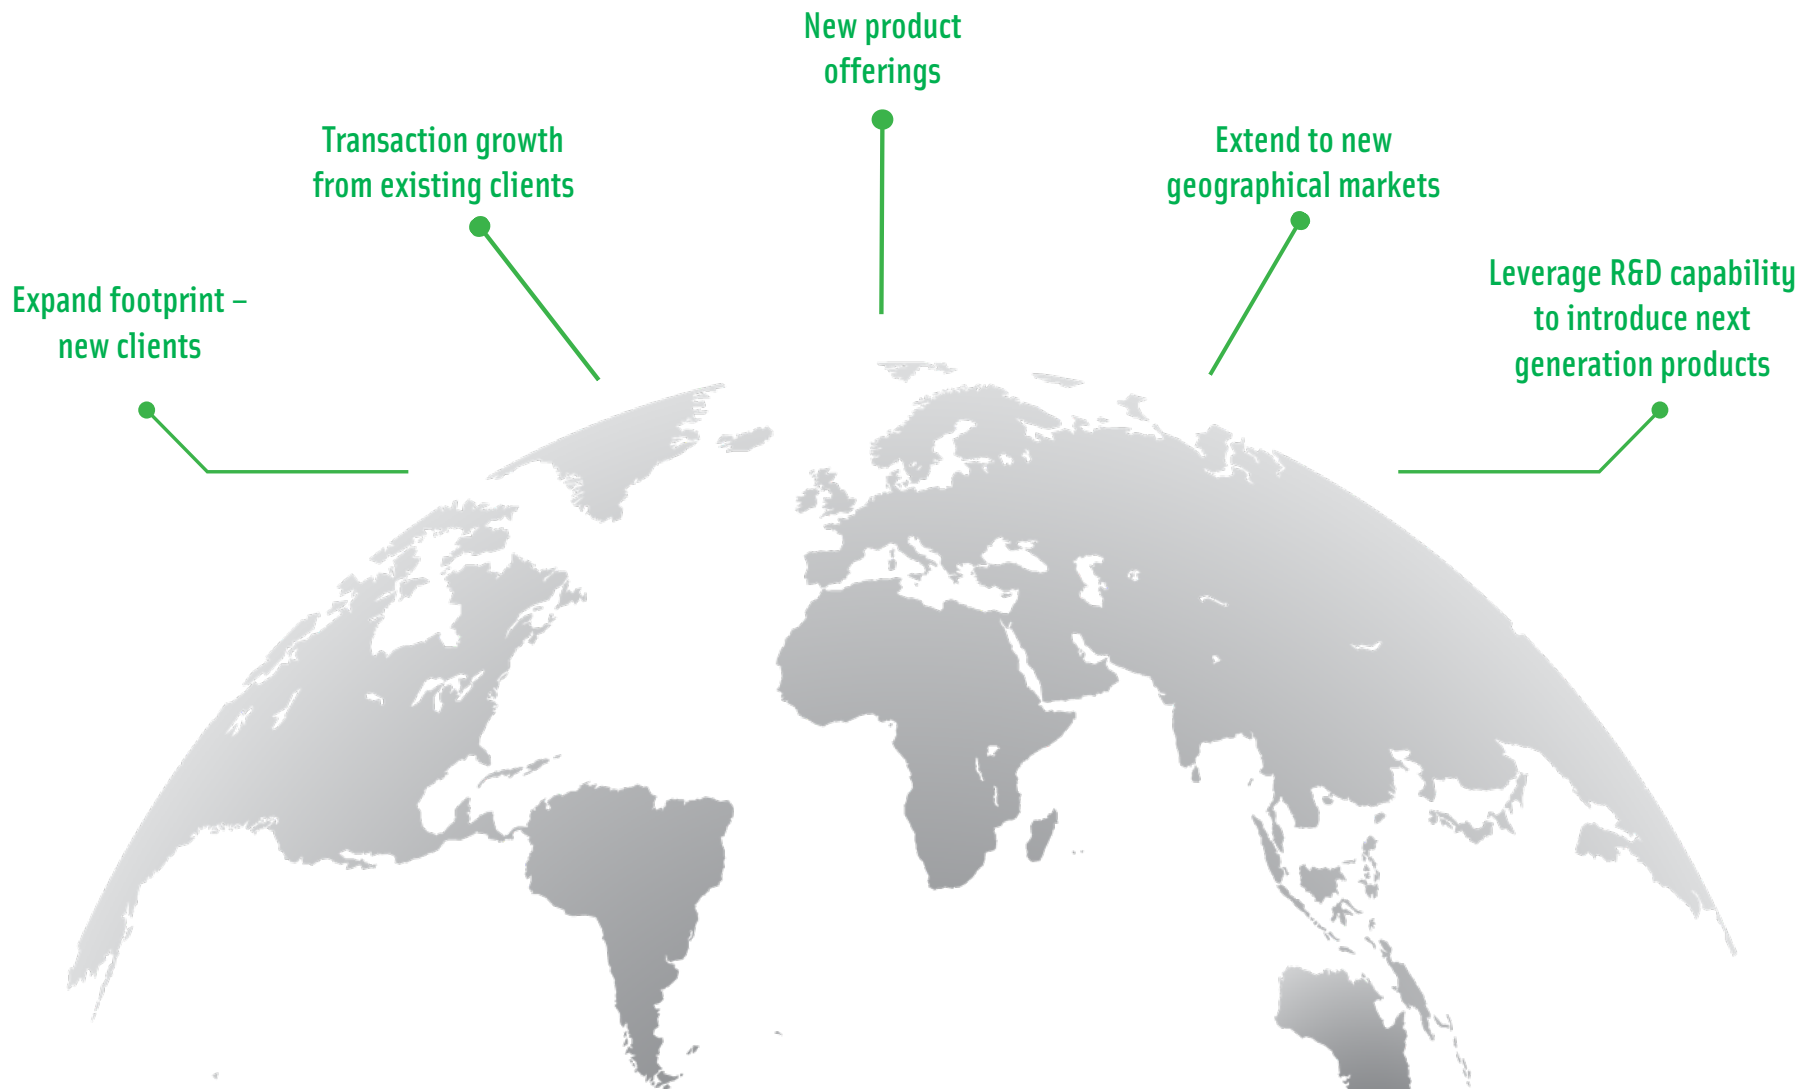 New product
offerings
Transaction growth
from existing clients
Extend to new
geographical markets
Expand footprint –
new clients
Leverage R&D capability
to introduce next
generation products